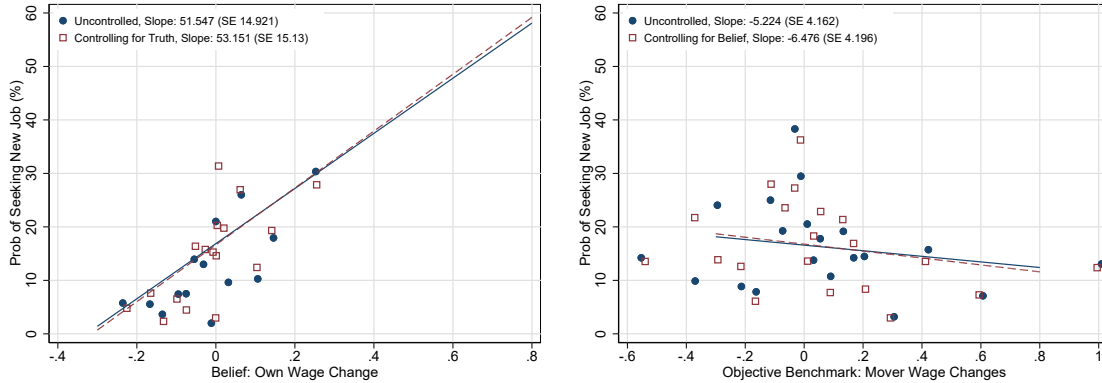 Uncontrolled, Slope: 51.547 (SE 14.921)
Controlling for Truth, Slope: 53.151 (SE 15.13)
Prob of Seeking New Job (%)
60
50
40
30
20
10
0
-.4 -.2 0 .2 .4 .6 .8
Belief: Own Wage Change
Uncontrolled, Slope: -5.224 (SE 4.162)
Controlling for Belief, Slope: -6.476 (SE 4.196)
Prob of Seeking New Job (%)
60
50
40
30
20
10
0
-.6 -.4 -.2 0 .2 .4 .6 .8 1
Objective Benchmark: Mover Wage Changes